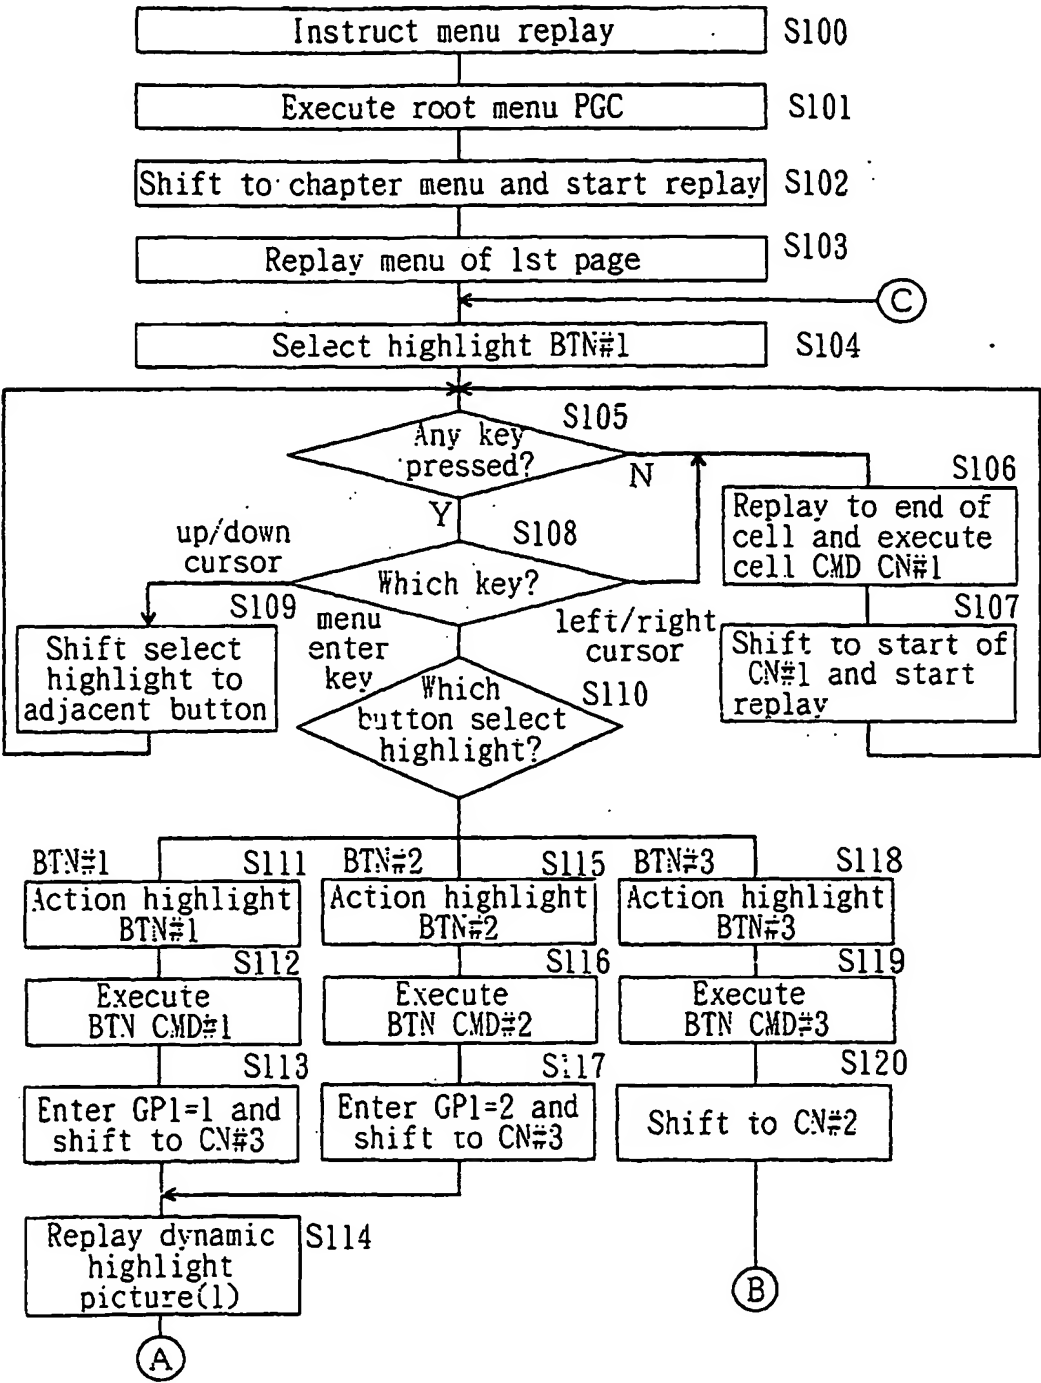 Instruct menu replay
S100
Execute root menu PGC
S101
Shift to chapter menu and start replay
S102
Replay menu of 1st page
S103
C
Select highlight BTN#1
S104
S105
Any key
pressed?
N
Y
S106
Replay to end of
cell and execute
cell CMD CN#1
up/down
cursor
S108
Which key?
S107
Shift to start of
CN#1 and start
replay
S109
Shift select
highlight to
adjacent button
menu
enter
key
left/right
cursor
S110
Which
button select
highlight?
BTN#1
S111
Action highlight
BTN#1
S112
Execute
BTN CMD#1
S113
Enter GP1=1 and
shift to CN#3
BTN#2
S115
Action highlight
BTN#2
S116
Execute
BTN CMD#2
S117
Enter GP1=2 and
shift to CN#3
BTN#3
S118
Action highlight
BTN#3
S119
Execute
BTN CMD#3
S120
Shift to CN#2
Replay dynamic
highlight
picture(1)
S114
B
A